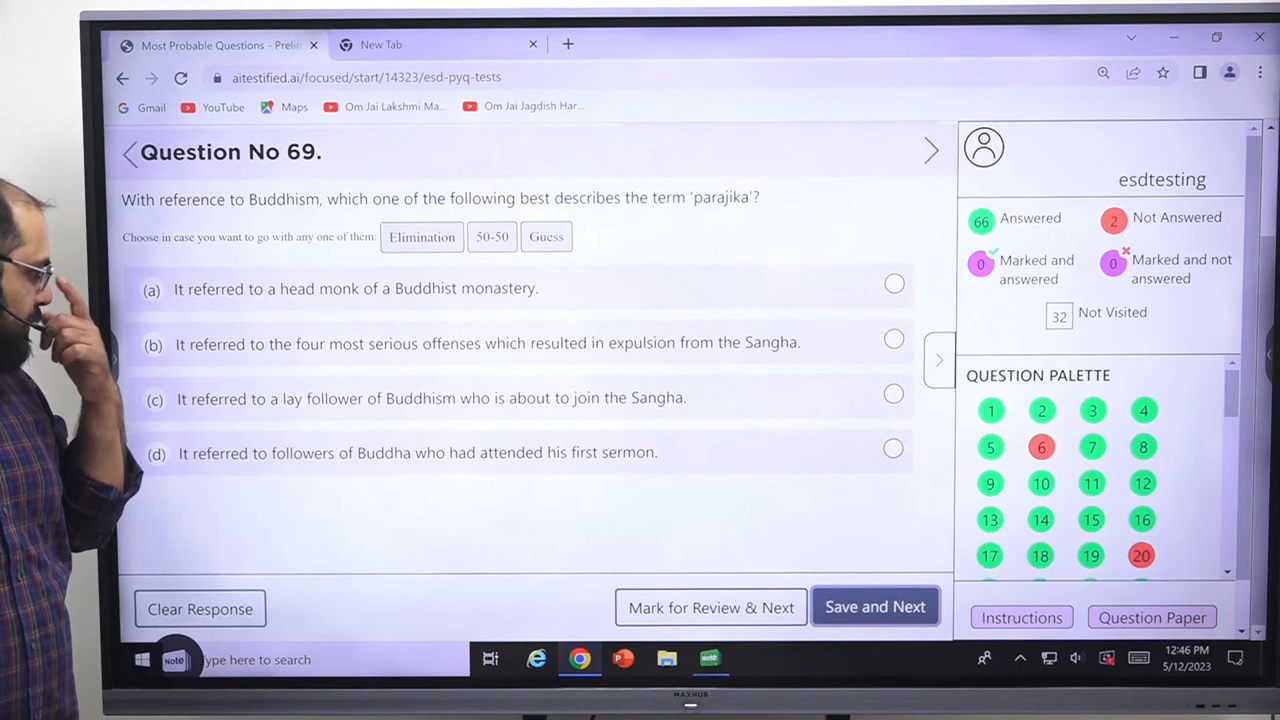 Most Probable Questions - Prelin
New Tab
aitestified.ai/focused/start/14323/esd-pyq-tests
Gmail
YouTube
Maps
Om Jai Lakshmi Ma...
Om Jai Jagdish Har...
Question No 69.
With reference to Buddhism, which one of the following best describes the term ‘parajika’?
Choose in case you want to go with any one of them: Elimination 50-50 Guess
(a) It referred to a head monk of a Buddhist monastery.
(b) It referred to the four most serious offenses which resulted in expulsion from the Sangha.
(c) It referred to a lay follower of Buddhism who is about to join the Sangha.
(d) It referred to followers of Buddha who had attended his first sermon.
Clear Response
Mark for Review & Next
Save and Next
esdtesting
66 Answered
2 Not Answered
0 Marked and answered
0 Marked and not answered
32 Not Visited
QUESTION PALETTE
1 2 3 4
5 6 7 8
9 10 11 12
13 14 15 16
17 18 19 20
Instructions
Question Paper
Note
ype here to search
Note
12:46 PM
5/12/2023
MAXHUB